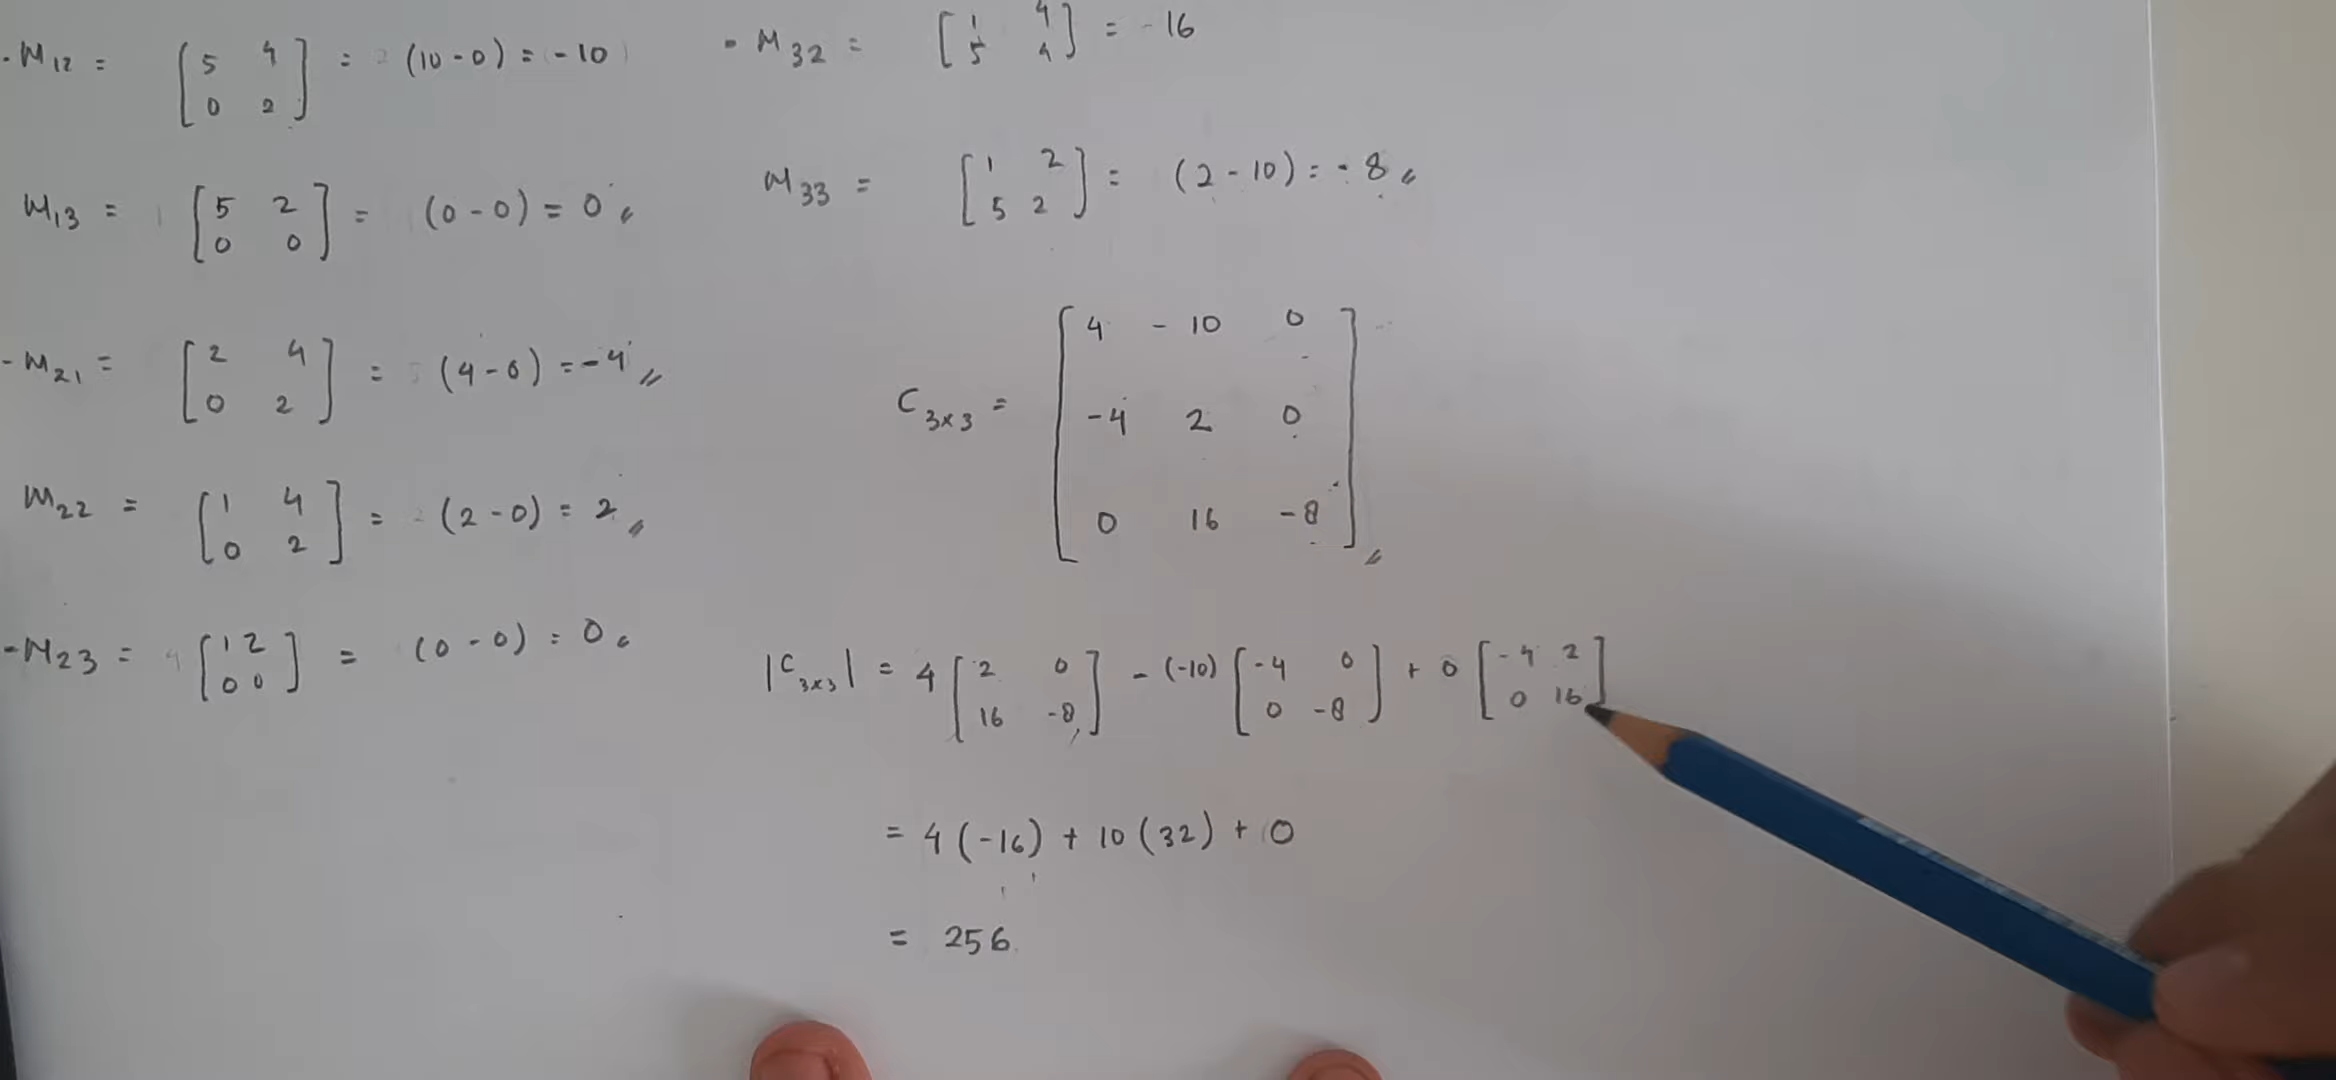 -M12 = [5 4 0 2] = (10-0) = -10
M13 = [5 2 0 0] = (0-0) = 0
-M21 = [2 4 0 2] = (4-0) = -4
M22 = [1 4 0 2] = (2-0) = 2
-M23 = [1 2 0 0] = (0-0) = 0
-M32 = [1 4 5 4] = -16
M33 = [1 2 5 2] = (2-10) = -8
C3x3 = [4 -10 0
-4 2 0
0 16 -8]
|C3x3| = 4 [2 0 16 -8] - (-10) [-4 0 0 -8] + 0 [-4 2 0 16]
= 4(-16) + 10(32) + 0
= 256